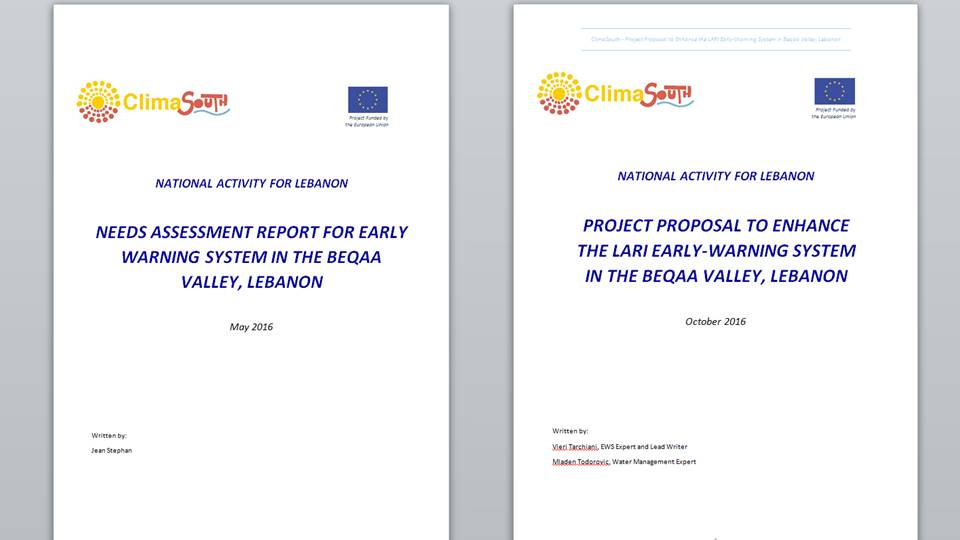 ClimaSouth
Project Funded by
the European Union
NATIONAL ACTIVITY FOR LEBANON
NEEDS ASSESSMENT REPORT FOR EARLY
WARNING SYSTEM IN THE BEQAA
VALLEY, LEBANON
May 2016
Written by:
Jean Stephan
ClimaSouth - Project Proposal to Enhance the LARI Early-Warning System in Beqaa Valley, Lebanon
ClimaSouth
Project Funded by
the European Union
NATIONAL ACTIVITY FOR LEBANON
PROJECT PROPOSAL TO ENHANCE
THE LARI EARLY-WARNING SYSTEM
IN THE BEQAA VALLEY, LEBANON
October 2016
Written by:
Vieri Tarchiani, EWS Expert and Lead Writer
Mladen Todorovic, Water Management Expert